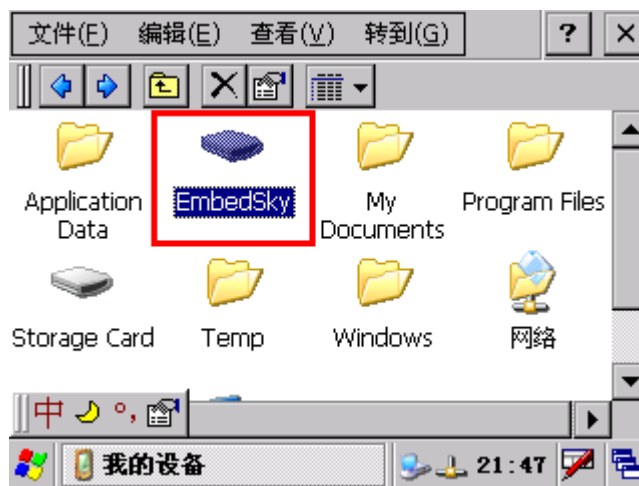 文件(F) 编辑(E) 查看(V) 转到(G) ? ×
Application Data
EmbedSky
My Documents
Program Files
Storage Card
Temp
Windows
网络
中 °,
我的设备 21:47